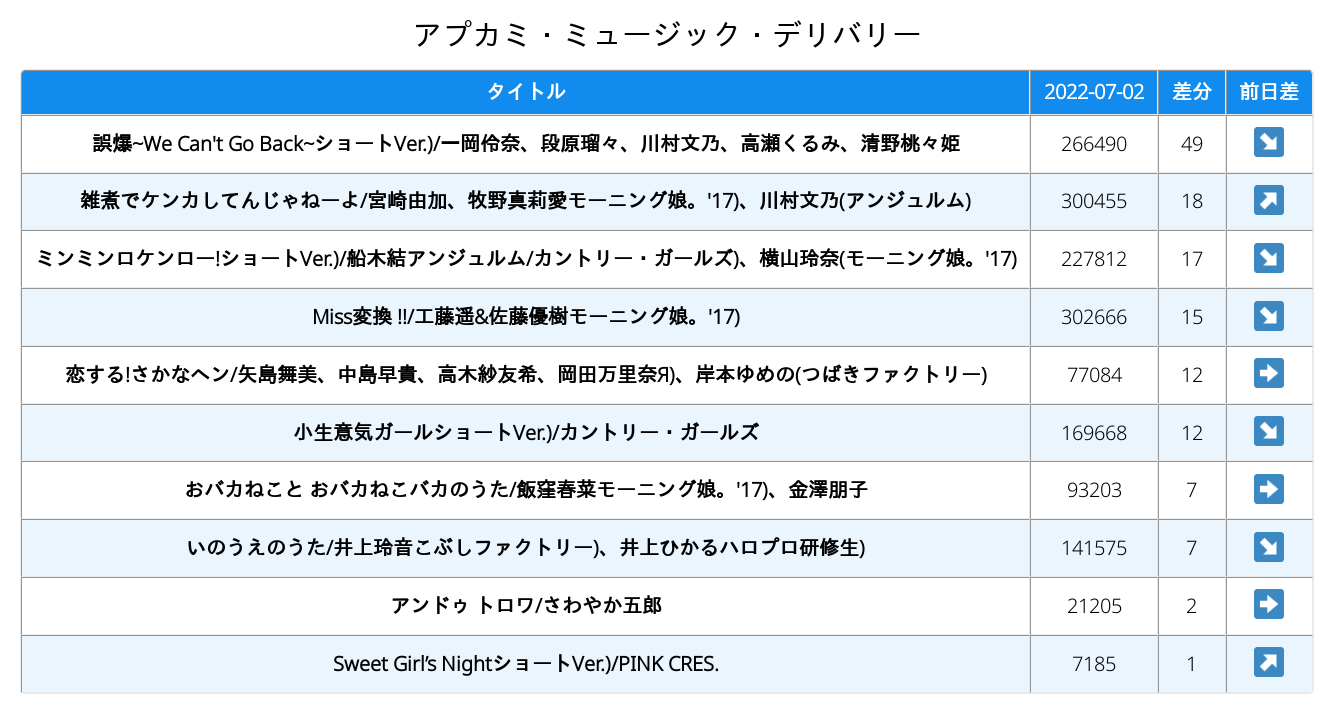 アプカミ・ミュージック・デリバリー
タイトル 2022-07-02 差分 前日差
誤爆~We Can't Go Back~ショートVer.)/一岡伶奈、段原瑠々、川村文乃、高瀬くるみ、清野桃々姫 266490 49
雑煮でケンカしてんじゃねーよ/宮崎由加、牧野真莉愛モーニング娘。'17)、川村文乃(アンジュルム) 300455 18
ミンミンロケンロー!ショートVer.)/船木結アンジュルム/カントリー・ガールズ)、横山玲奈(モーニング娘。'17) 227812 17
Miss変換 !!/工藤遥&佐藤優樹モーニング娘。'17) 302666 15
恋する!さかなヘン/矢島舞美、中島早貴、高木紗友希、岡田万里奈Я)、岸本ゆめの(つばきファクトリー) 77084 12
小生意気ガールショートVer.)/カントリー・ガールズ 169668 12
おバカねこと おバカねこバカのうた/飯窪春菜モーニング娘。'17)、金澤朋子 93203 7
いのうえのうた/井上玲音こぶしファクトリー)、井上ひかるハロプロ研修生) 141575 7
アンドゥ トロワ/さわやか五郎 21205 2
Sweet Girl’s NightショートVer.)/PINK CRES. 7185 1